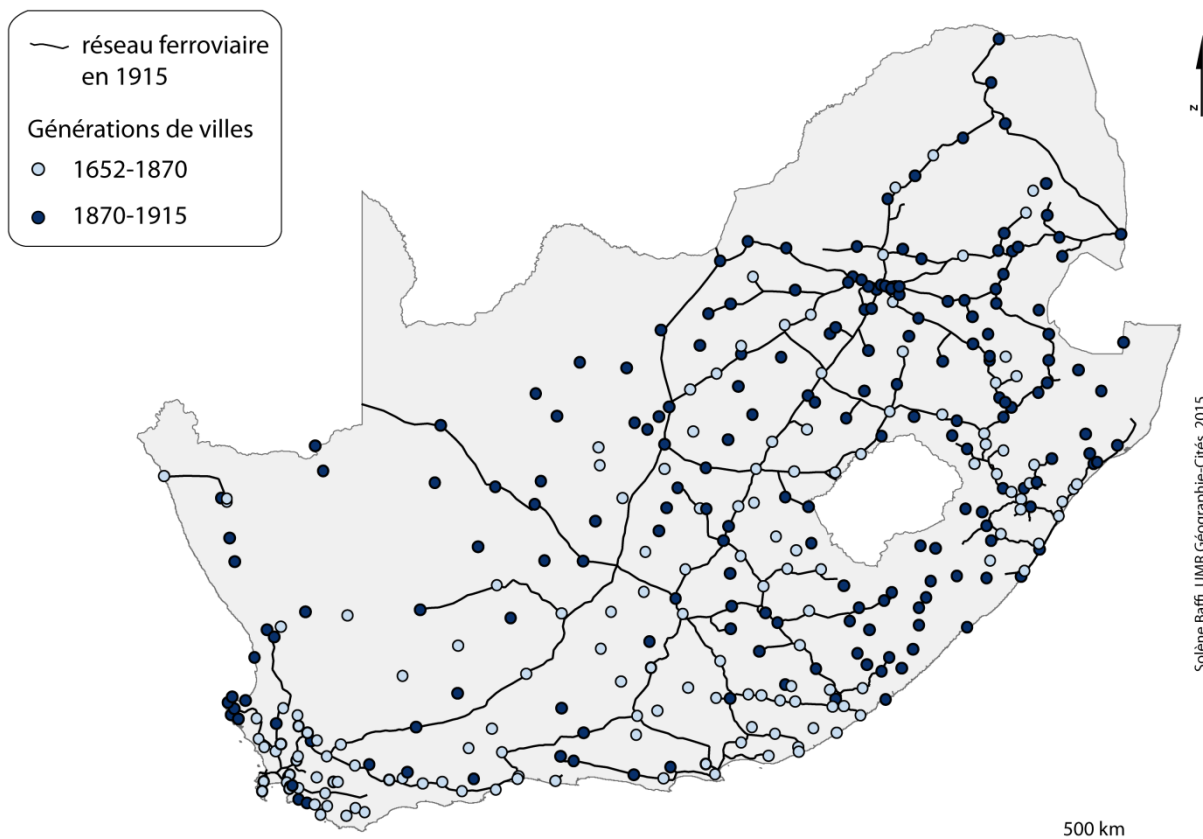 réseau ferroviaire
en 1915
Générations de villes
1652-1870
1870-1915
N
Solène Baffi, UMR Géographie-Cités, 2015
500 km